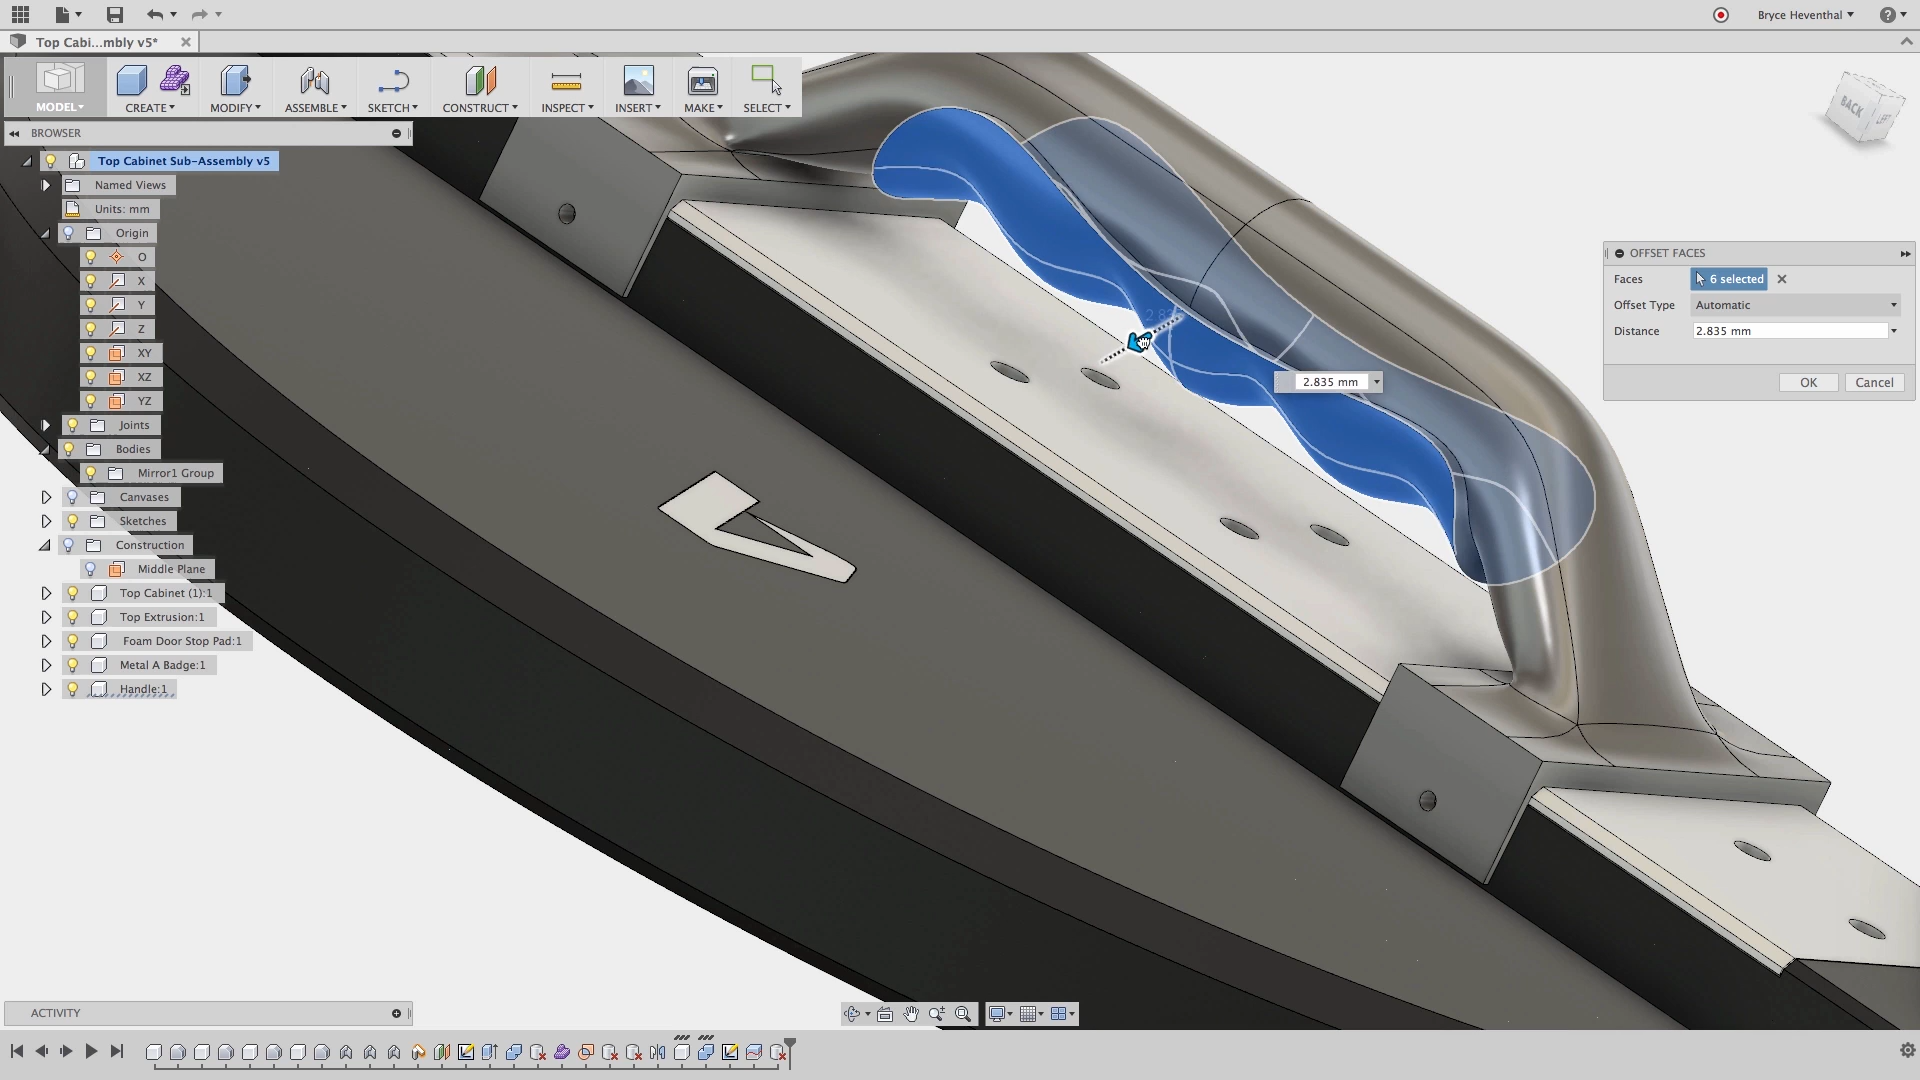 Bryce Heventhal
Top Cabi...mbly v5*
MODEL
CREATE
MODIFY
ASSEMBLE
SKETCH
CONSTRUCT
INSPECT
INSERT
MAKE
SELECT
BACK
LEFT
BROWSER
Top Cabinet Sub-Assembly v5
Named Views
Units: mm
Origin
O
X
Y
Z
XY
XZ
YZ
Joints
Bodies
Mirror1 Group
Canvases
Sketches
Construction
Middle Plane
Top Cabinet (1):1
Top Extrusion:1
Foam Door Stop Pad:1
Metal A Badge:1
Handle:1
2.835 mm
OFFSET FACES
Faces 6 selected
Offset Type Automatic
Distance 2.835 mm
OK Cancel
ACTIVITY